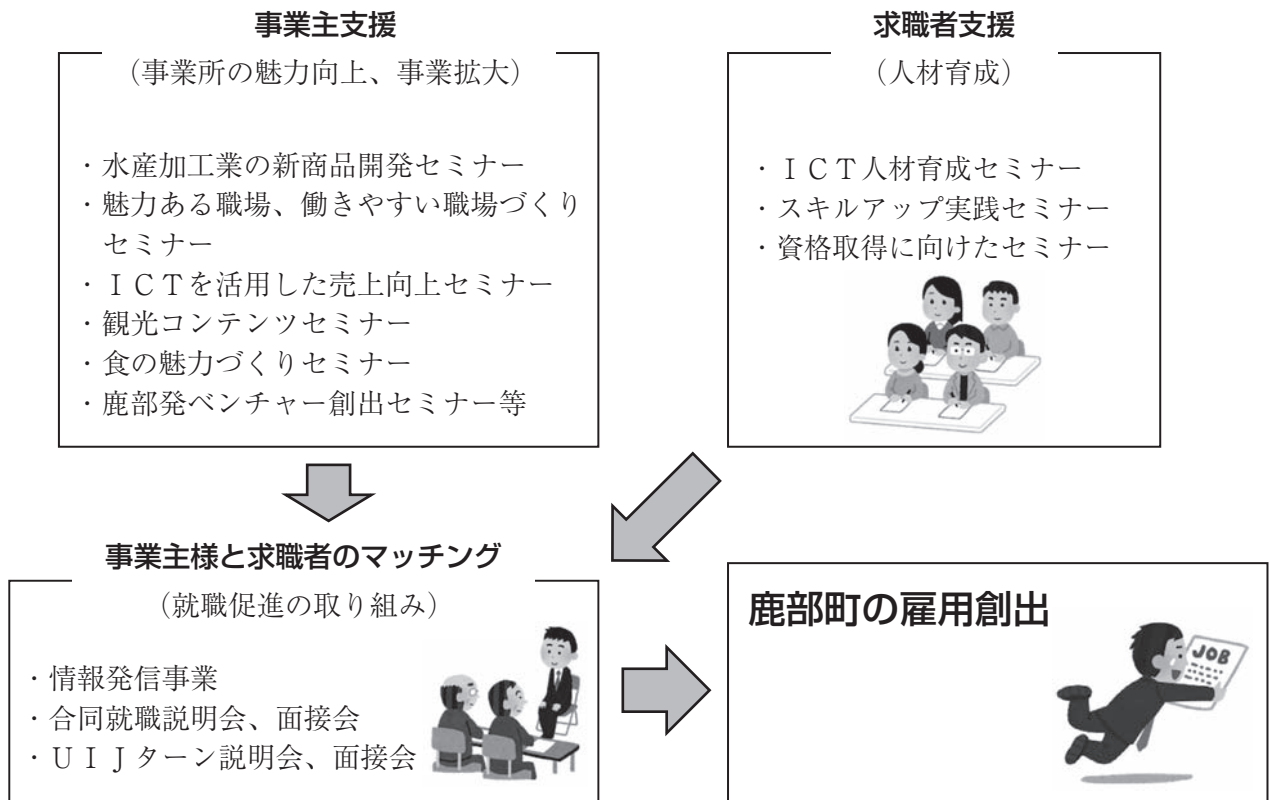 事業主支援
（事業所の魅力向上、事業拡大）
・水産加工業の新商品開発セミナー
・魅力ある職場、働きやすい職場づくり
セミナー
・ＩＣＴを活用した売上向上セミナー
・観光コンテンツセミナー
・食の魅力づくりセミナー
・鹿部発ベンチャー創出セミナー等
求職者支援
（人材育成）
・ＩＣＴ人材育成セミナー
・スキルアップ実践セミナー
・資格取得に向けたセミナー
事業主様と求職者のマッチング
（就職促進の取り組み）
・情報発信事業
・合同就職説明会、面接会
・ＵＩＪターン説明会、面接会
鹿部町の雇用創出
JOB